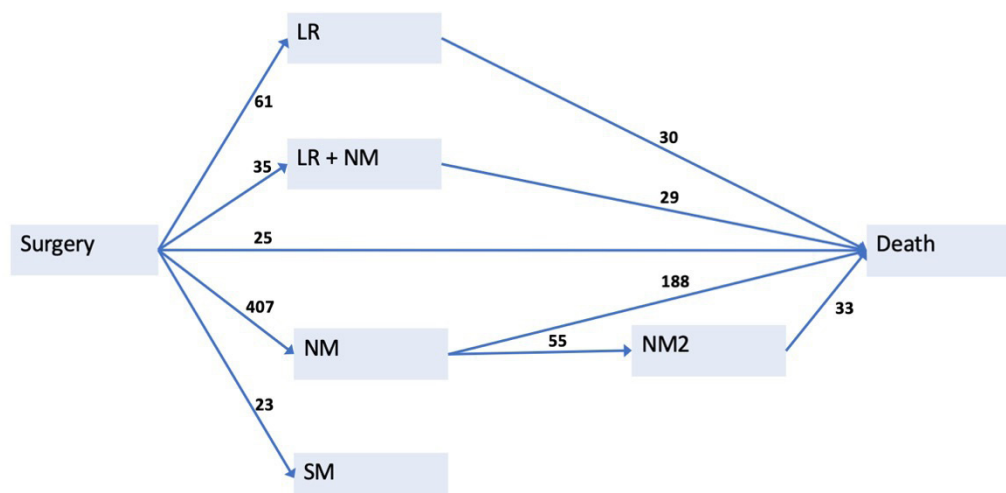 LR
61
30
LR + NM
35
29
Surgery
25
Death
407
188
NM
55
NM2
33
23
SM